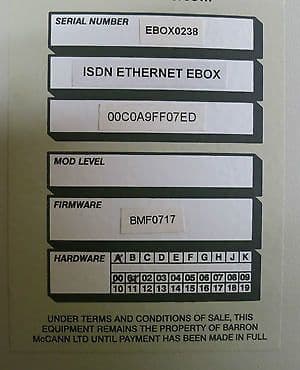 SERIAL NUMBER
EBOX0238
ISDN ETHERNET EBOX
00C0A9FF07ED
MOD LEVEL
FIRMWARE
BMF0717
HARDWARE
A B C D E F G H J K
00 01 02 03 04 05 06 07 08 09
10 11 12 13 14 15 16 17 18 19
UNDER TERMS AND CONDITIONS OF SALE, THIS
EQUIPMENT REMAINS THE PROPERTY OF BARRON
McCANN LTD UNTIL PAYMENT HAS BEEN MADE IN FULL